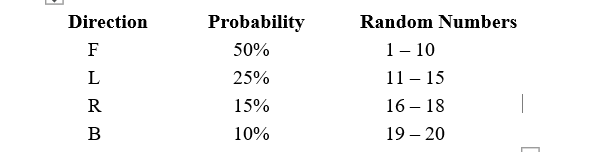 Direction Probability Random Numbers
F 50% 1 – 10
L 25% 11 – 15
R 15% 16 – 18
B 10% 19 – 20